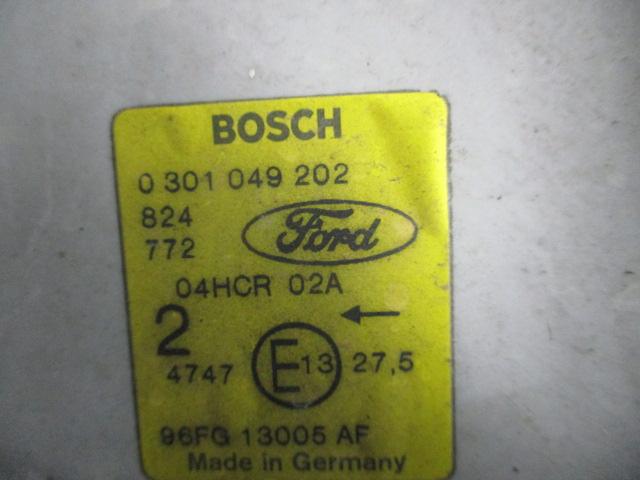 BOSCH
0 301 049 202
824
772 Ford
04HCR 02A
2 ←
4747 E13 27,5
96FG 13005 AF
Made in Germany